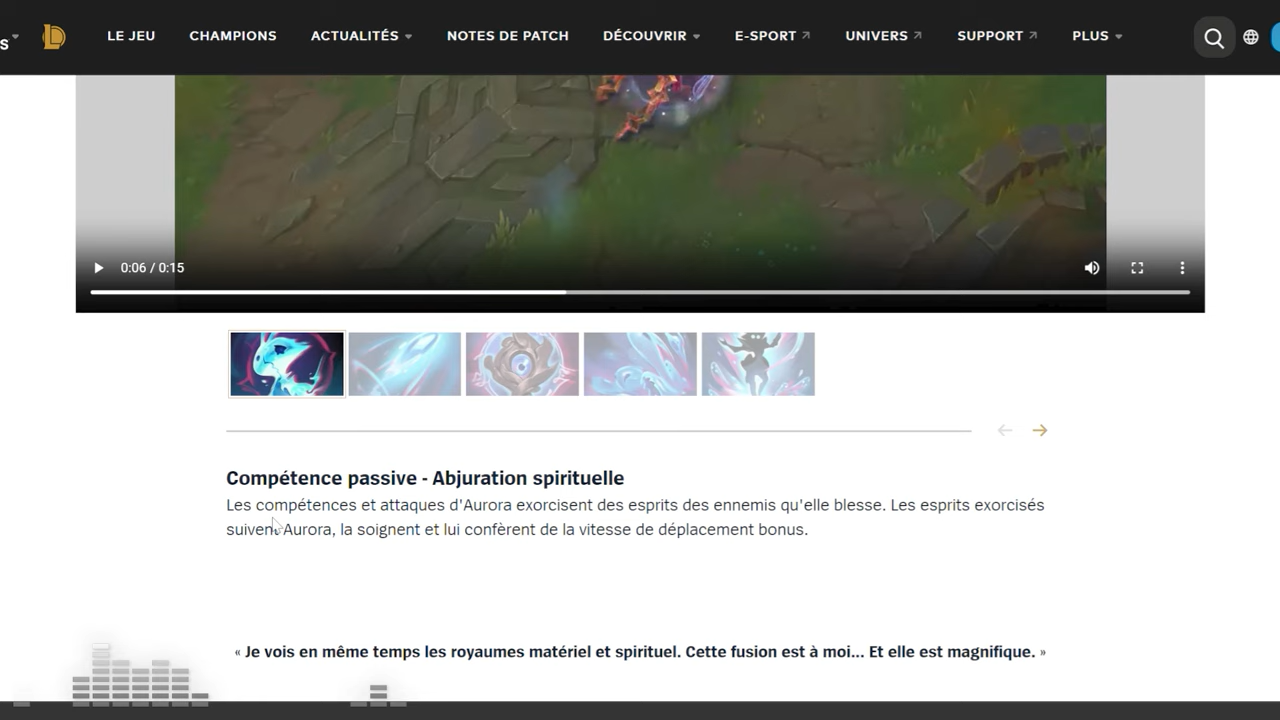 S
LE JEU CHAMPIONS ACTUALITÉS NOTES DE PATCH DÉCOUVRIR E-SPORT UNIVERS SUPPORT PLUS
0:06 / 0:15
Compétence passive - Abjuration spirituelle
Les compétences et attaques d'Aurora exorcisent des esprits des ennemis qu'elle blesse. Les esprits exorcisés
suivent Aurora, la soignent et lui confèrent de la vitesse de déplacement bonus.
« Je vois en même temps les royaumes matériel et spirituel. Cette fusion est à moi... Et elle est magnifique. »